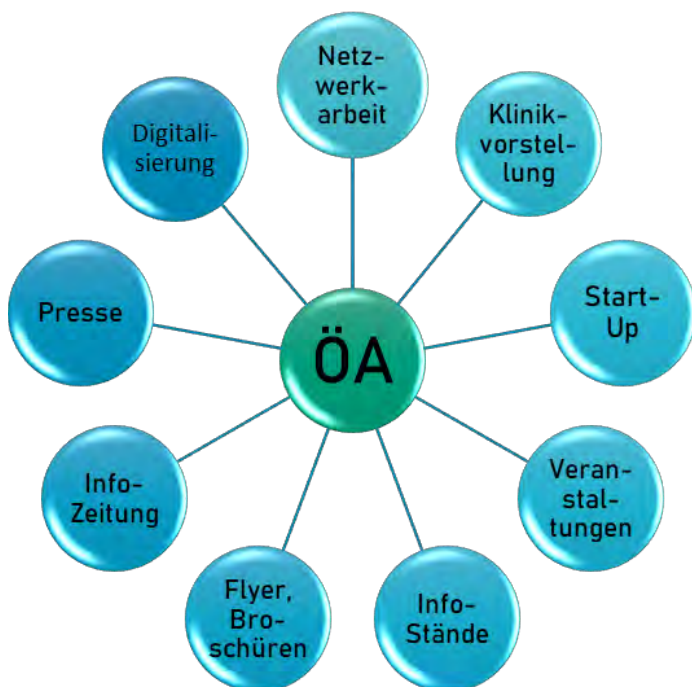 Netz-
werk-
arbeit
Klinik-
vorstel-
lung
Start-
Up
Veran-
stal-
tungen
Info-
Stände
Flyer,
Bro-
schüren
Info-
Zeitung
Presse
Digitali-
sierung
ÖA